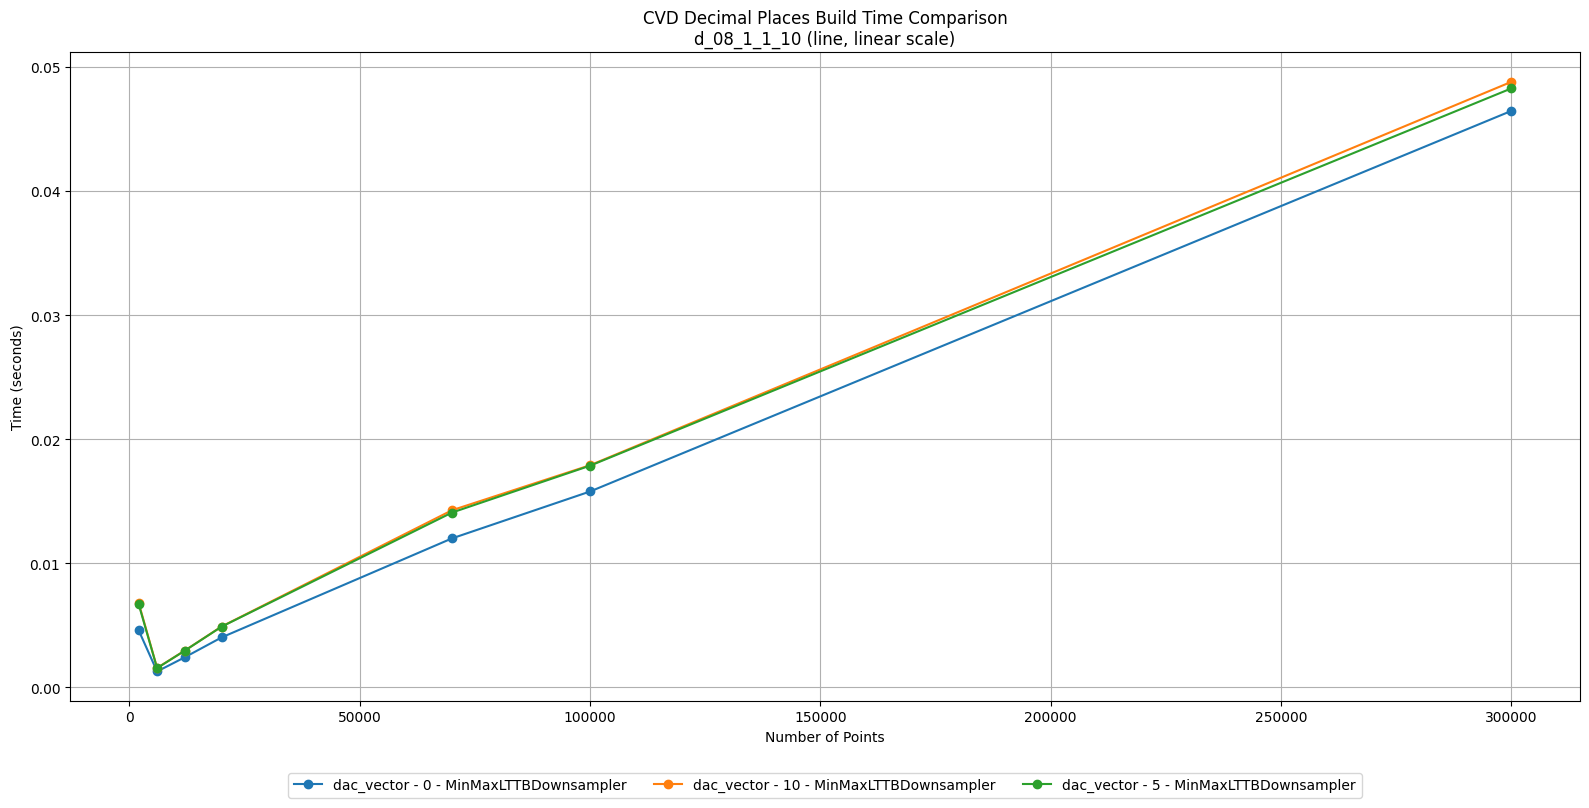 CVD Decimal Places Build Time Comparison
d_08_1_1_10 (line, linear scale)
0.05
0.04
0.03
0.02
0.01
0.00
Time (seconds)
0 50000 100000 150000 200000 250000 300000
Number of Points
dac_vector - 0 - MinMaxLTTBDownsampler dac_vector - 10 - MinMaxLTTBDownsampler dac_vector - 5 - MinMaxLTTBDownsampler